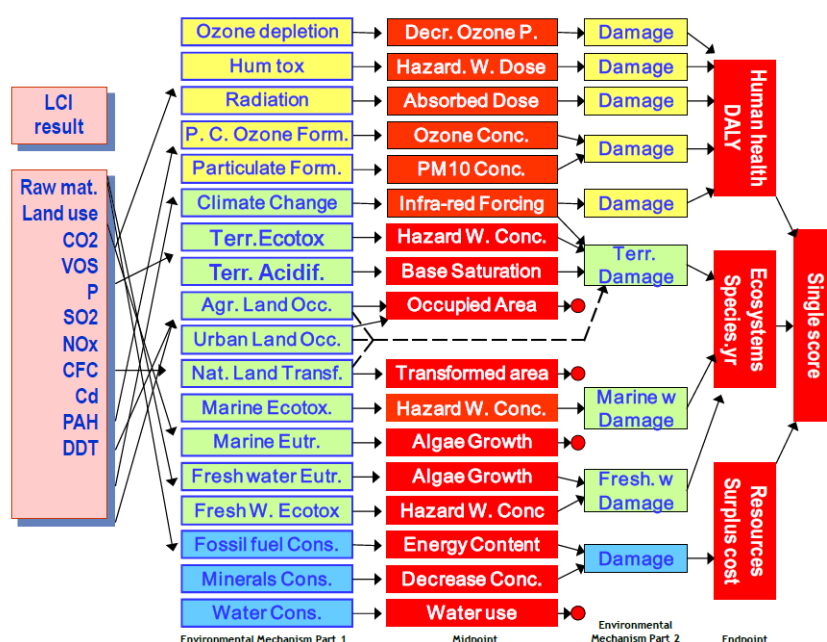 LCI
result
Raw mat.
Land use
CO2
VOS
P
SO2
NOx
CFC
Cd
PAH
DDT
Ozone depletion
Hum tox
Radiation
P. C. Ozone Form.
Particulate Form.
Climate Change
Terr.Ecotox
Terr. Acidif.
Agr. Land Occ.
Urban Land Occ.
Nat. Land Transf.
Marine Ecotox.
Marine Eutr.
Fresh water Eutr.
Fresh W. Ecotox
Fossil fuel Cons.
Minerals Cons.
Water Cons.
Environmental Mechanism Part 1
Decr. Ozone P.
Hazard. W. Dose
Absorbed Dose
Ozone Conc.
PM10 Conc.
Infra-red Forcing
Hazard W. Conc.
Base Saturation
Occupied Area
Transformed area
Hazard W. Conc.
Algae Growth
Algae Growth
Hazard W. Conc
Energy Content
Decrease Conc.
Water use
Midpoint
Damage
Damage
Damage
Damage
Damage
Terr.
Damage
Marine w
Damage
Fresh. w
Damage
Damage
Environmental
Mechanism Part 2
Human health
DALY
Ecosystems
Species.yr
Resources
Surplus cost
Endpoint
Single score